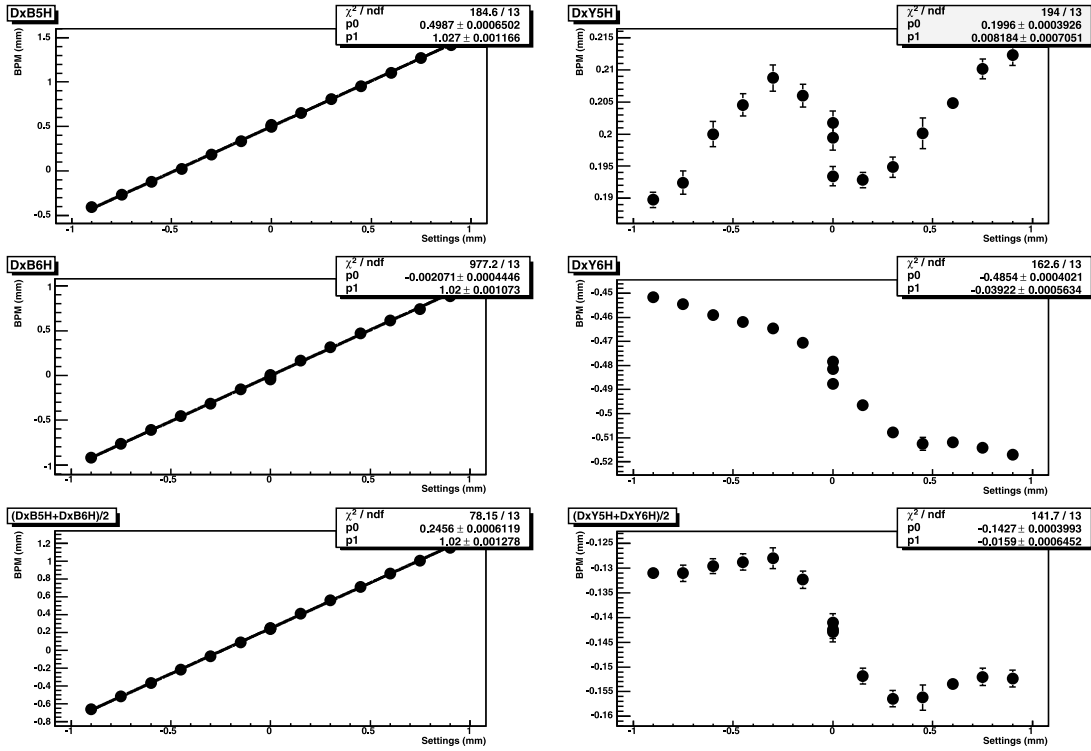 DxB5H
χ² / ndf 184.6 / 13
p0 0.4987 ± 0.0006502
p1 1.027 ± 0.001166
BPM (mm)
1.5
1
0.5
0
-0.5
-1 -0.5 0 0.5 1
Settings (mm)
DxY5H
χ² / ndf 194 / 13
p0 0.1996 ± 0.0003926
p1 0.008184 ± 0.0007051
BPM (mm)
0.215
0.21
0.205
0.2
0.195
0.19
-1 -0.5 0 0.5 1
Settings (mm)
DxB6H
χ² / ndf 977.2 / 13
p0 -0.002071 ± 0.0004446
p1 1.02 ± 0.001073
BPM (mm)
1
0.5
0
-0.5
-1
-1 -0.5 0 0.5 1
Settings (mm)
DxY6H
χ² / ndf 162.6 / 13
p0 -0.4854 ± 0.0004021
p1 -0.03922 ± 0.0005634
BPM (mm)
-0.45
-0.46
-0.47
-0.48
-0.49
-0.5
-0.51
-0.52
-1 -0.5 0 0.5 1
Settings (mm)
(DxB5H+DxB6H)/2
χ² / ndf 78.15 / 13
p0 0.2456 ± 0.0006119
p1 1.02 ± 0.001278
BPM (mm)
1.2
1
0.8
0.6
0.4
0.2
0
-0.2
-0.4
-0.6
-0.8
-1 -0.5 0 0.5 1
Settings (mm)
(DxY5H+DxY6H)/2
χ² / ndf 141.7 / 13
p0 -0.1427 ± 0.0003993
p1 -0.0159 ± 0.0006452
BPM (mm)
-0.125
-0.13
-0.135
-0.14
-0.145
-0.15
-0.155
-0.16
-1 -0.5 0 0.5 1
Settings (mm)